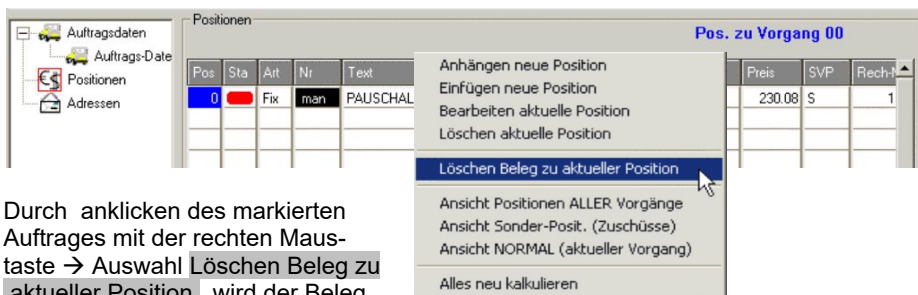 Positionen
Pos. zu Vorgang 00
Auftragsdaten
Auftrags-Date
Positionen
Adressen
Pos Sta Art Nr Text Preis SVP
0 Fix man PAUSCHAL 230.08 S 1
Anhängen neue Position
Einfügen neue Position
Bearbeiten aktuelle Position
Löschen aktuelle Position
Löschen Beleg zu aktueller Position
Ansicht Positionen ALLER Vorgänge
Ansicht Sonder-Posit. (Zuschüsse)
Ansicht NORMAL (aktueller Vorgang)
Alles neu kalkulieren
Durch anklicken des markierten
Auftrages mit der rechten Maus-
taste → Auswahl Löschen Beleg zu
aktueller Position wird der Beleg